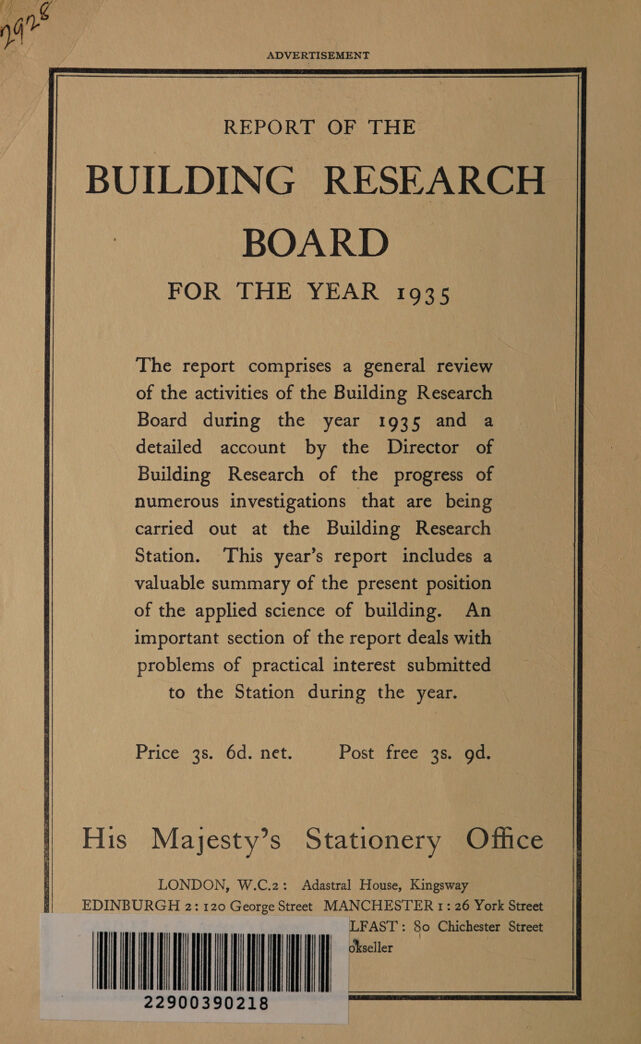 2928
ADVERTISEMENT
REPORT OF THE
BUILDING RESEARCH
BOARD
FOR THE YEAR 1935
The report comprises a general review
of the activities of the Building Research
Board during the year 1935 and a
detailed account by the Director of
Building Research of the progress of
numerous investigations that are being
carried out at the Building Research
Station. This year's report includes a
valuable summary of the present position
of the applied science of building. An
important section of the report deals with
problems of practical interest submitted
to the Station during the year.
Price 3s. 6d. net. Post free 3s. 9d.
His Majesty's Stationery Office
LONDON, W.C.2 : Adastral House, Kingsway
EDINBURGH 2 : 120 George Street MANCHESTER 1 : 26 York Street
LFAST : 80 Chichester Street
okseller
22900390218